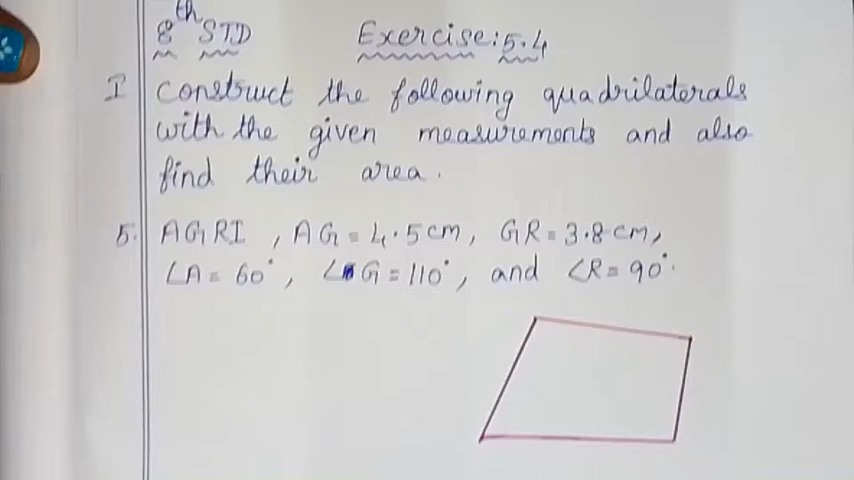 8th STD Exercise: 5.4
I construct the following quadrilaterals
with the given measurements and also
find their area.
5. AGRI, AG = 4.5cm, GR = 3.8cm,
∠A = 60°, ∠G = 110°, and ∠R = 90°.